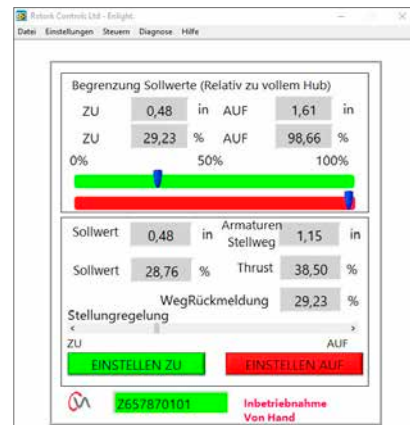 Rotork Controls Ltd - Enlight.
Datei Einstellungen Steuern Diagnose Hilfe
Begrenzung Sollwerte (Relativ zu vollem Hub)
ZU 0,48 in AUF 1,61 in
ZU 29,23 % AUF 98,66 %
0% 50% 100%
Sollwert 0,48 in Armaturen Stellweg 1,15 in
Sollwert 28,76 % Thrust 38,50 %
WegRückmeldung 29,23 %
Stellungregelung
< >
ZU AUF
EINSTELLEN ZU EINSTELLEN AUF
Z657870101 Inbetriebnahme
Von Hand